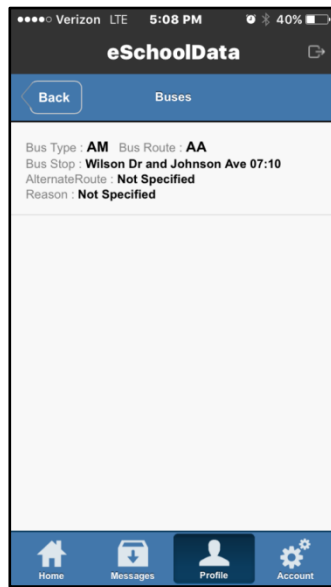 Verizon LTE 5:08 PM 40%
eSchoolData
Back Buses
Bus Type : AM Bus Route : AA
Bus Stop : Wilson Dr and Johnson Ave 07:10
AlternateRoute : Not Specified
Reason : Not Specified
Home Messages Profile Account